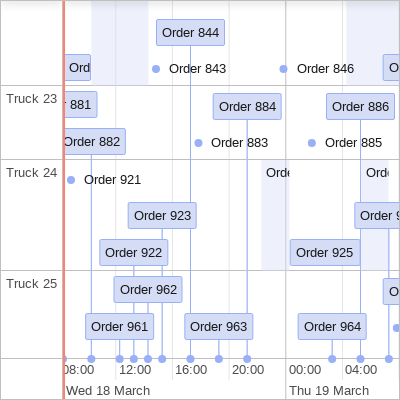 Order 844
Ord
Order 843
Order 846
Truck 23
881
Order 884
Order 886
Order 882
Order 883
Order 885
Truck 24
Order 921
Order 923
Order 922
Order 925
Truck 25
Order 962
Order 961
Order 963
Order 964
08:00
12:00
16:00
20:00
00:00
04:00
Wed 18 March
Thu 19 March